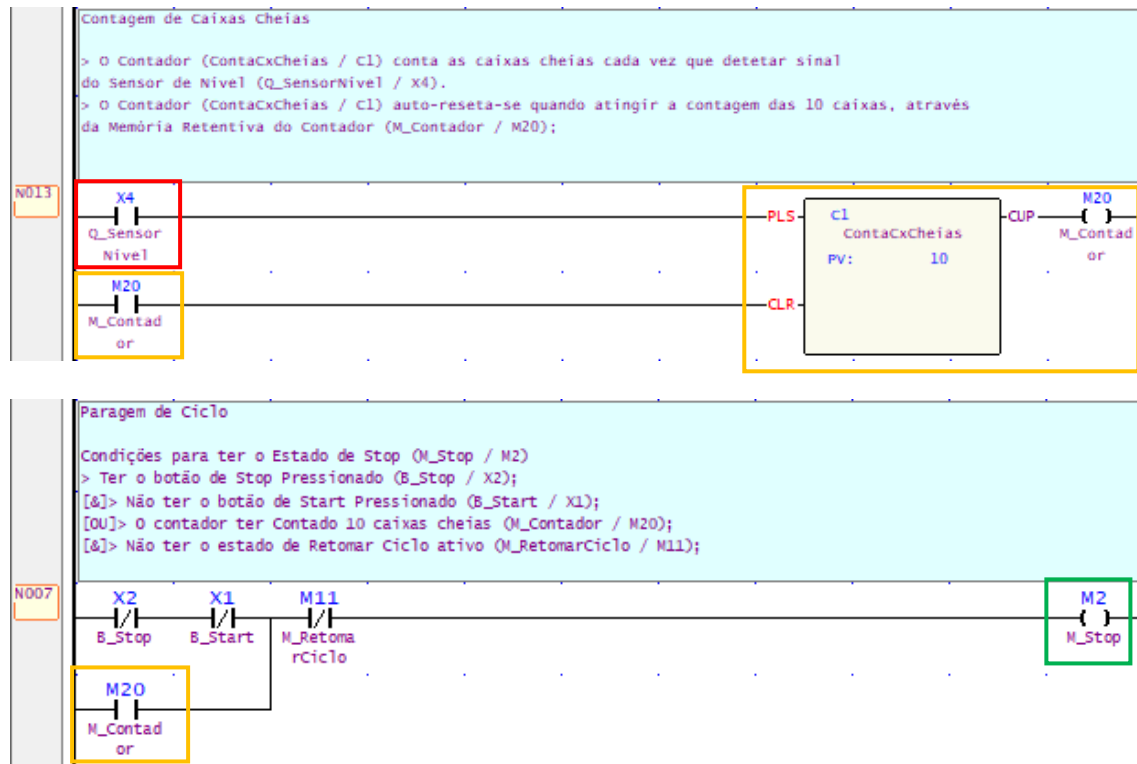 Contagem de Caixas Cheias
> O Contador (ContaCxCheias / C1) conta as caixas cheias cada vez que detetar sinal
do Sensor de Nivel (Q_SensorNivel / X4).
> O Contador (ContaCxCheias / C1) auto-reseta-se quando atingir a contagem das 10 caixas, através
da Memória Retentiva do Contador (M_Contador / M20);
N013
X4
Q_Sensor
Nivel
PLS
C1
ContaCxCheias
PV: 10
CUP
M20
M_Contad
or
M20
M_Contad
or
CLR
Paragem de Ciclo
Condições para ter o Estado de Stop (M_Stop / M2)
> Ter o botão de Stop Pressionado (B_Stop / X2);
[&]> Não ter o botão de Start Pressionado (B_Start / X1);
[OU]> O contador ter Contado 10 caixas cheias (M_Contador / M20);
[&]> Não ter o estado de Retomar Ciclo ativo (M_RetomarCiclo / M11);
N007
X2
B_Stop
X1
B_Start
M11
M_Retoma
rCiclo
M2
M_Stop
M20
M_Contad
or